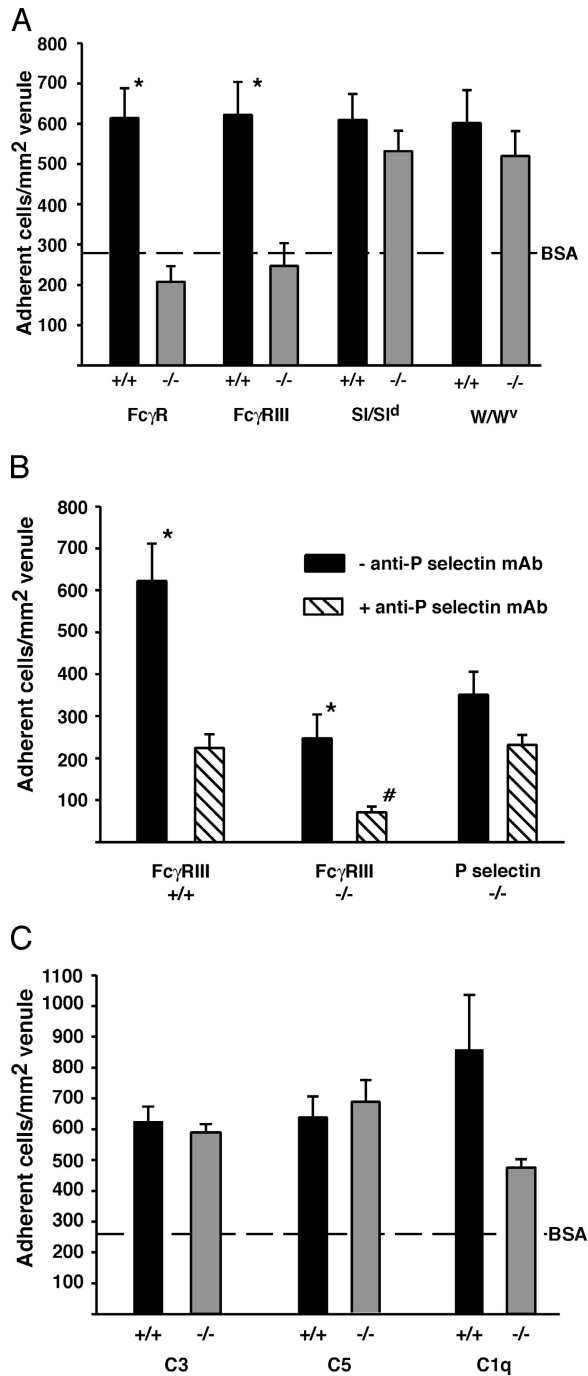 A
Adherent cells/mm² venule
800
700
600
500
400
300
200
100
* *
BSA
+/+ -/- +/+ -/- +/+ -/- +/+ -/-
FcγR FcγRIII SI/SIᵈ W/Wᵛ
B
Adherent cells/mm² venule
800
700
600
500
400
300
200
100
*
- anti-P selectin mAb
+ anti-P selectin mAb
*
#
FcγRIII FcγRIII P selectin
+/+ -/- -/-
C
Adherent cells/mm² venule
1100
1000
900
800
700
600
500
400
300
200
100
BSA
+/+ -/- +/+ -/- +/+ -/-
C3 C5 C1q